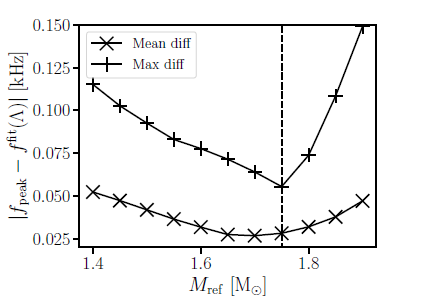 0.150
0.125
0.100
0.075
0.050
0.025
|f_peak − f^fit(Λ)| [kHz]
Mean diff
Max diff
1.4 1.6 1.8
M_ref [M_⊙]